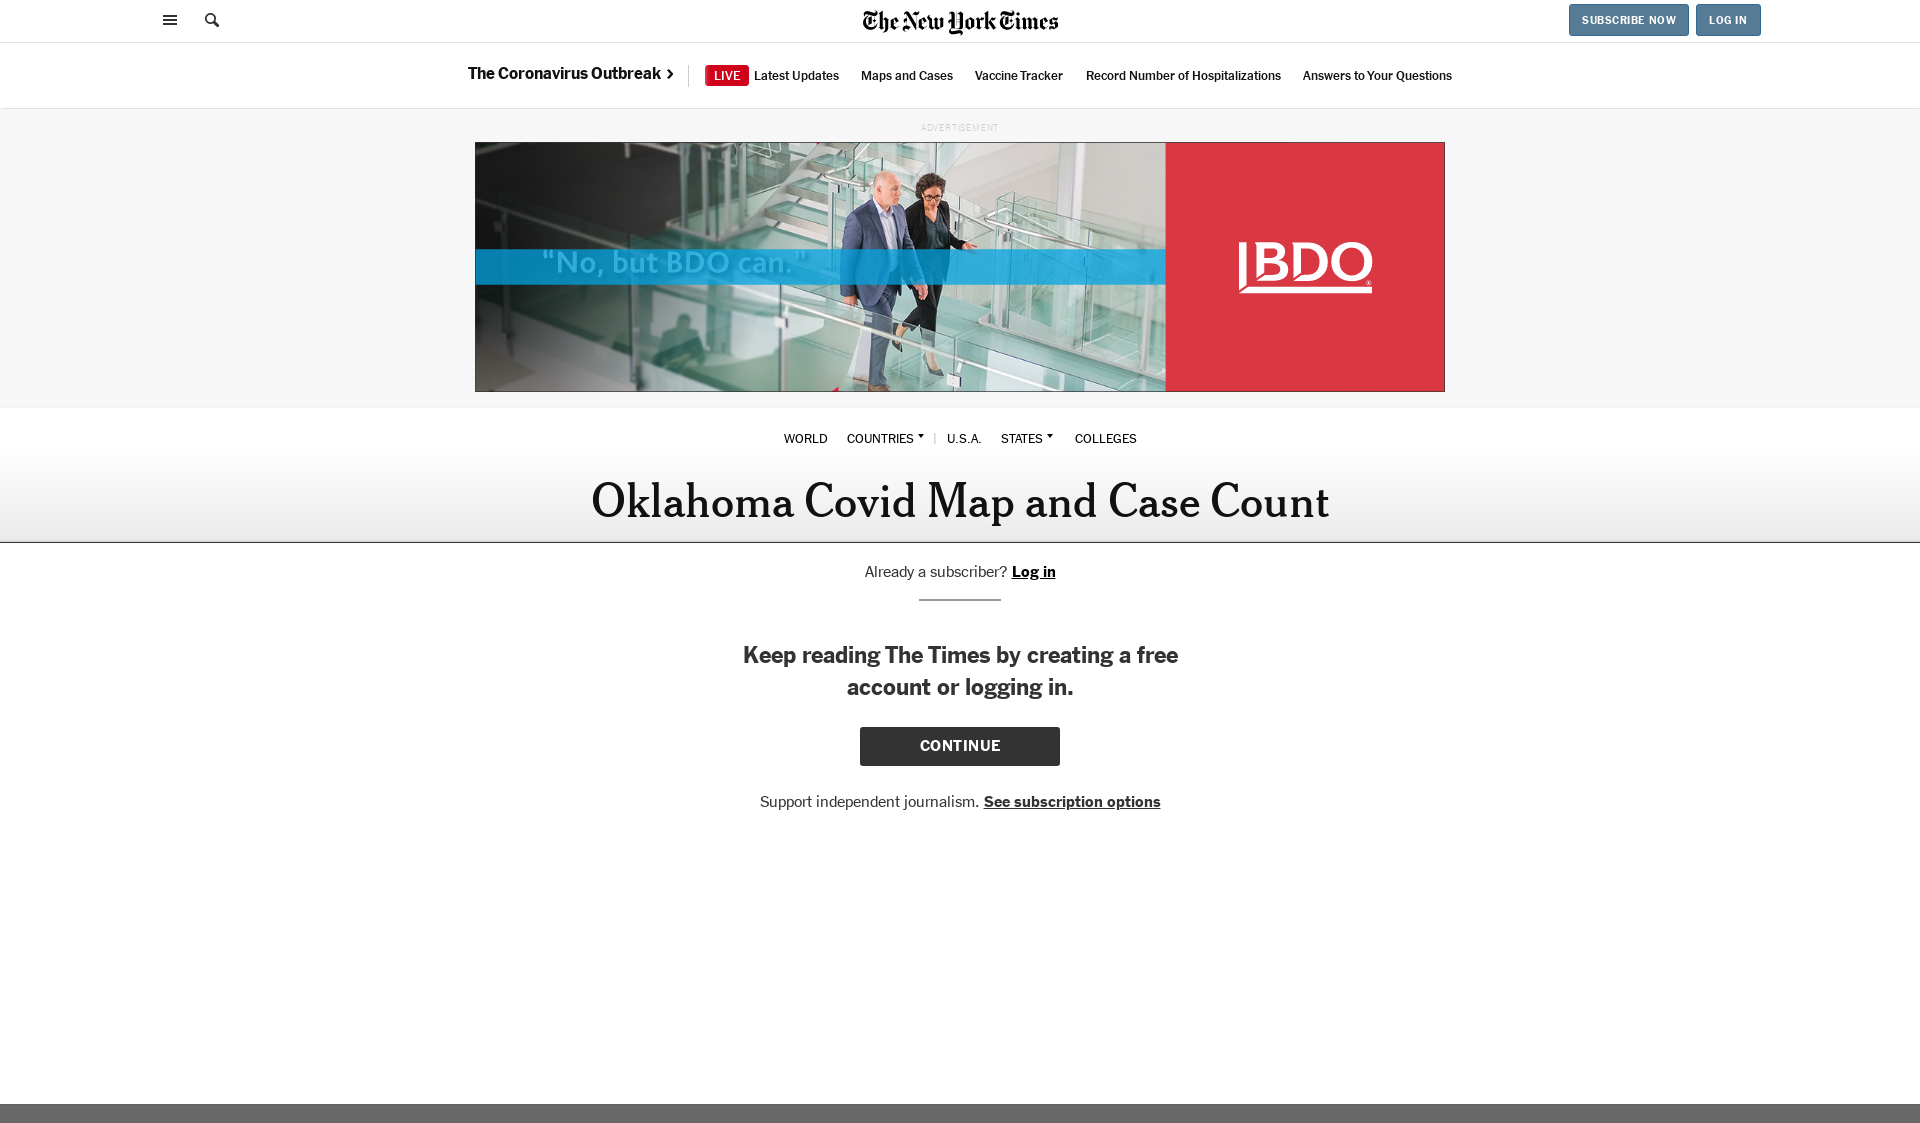 The New York Times
SUBSCRIBE NOW
LOG IN
The Coronavirus Outbreak
LIVE Latest Updates
Maps and Cases
Vaccine Tracker
Record Number of Hospitalizations
Answers to Your Questions
ADVERTISEMENT
"No, but BDO can."
BDO®
WORLD
COUNTRIES
U.S.A.
STATES
COLLEGES
Oklahoma Covid Map and Case Count
Already a subscriber? Log in
Keep reading The Times by creating a free
account or logging in.
CONTINUE
Support independent journalism. See subscription options